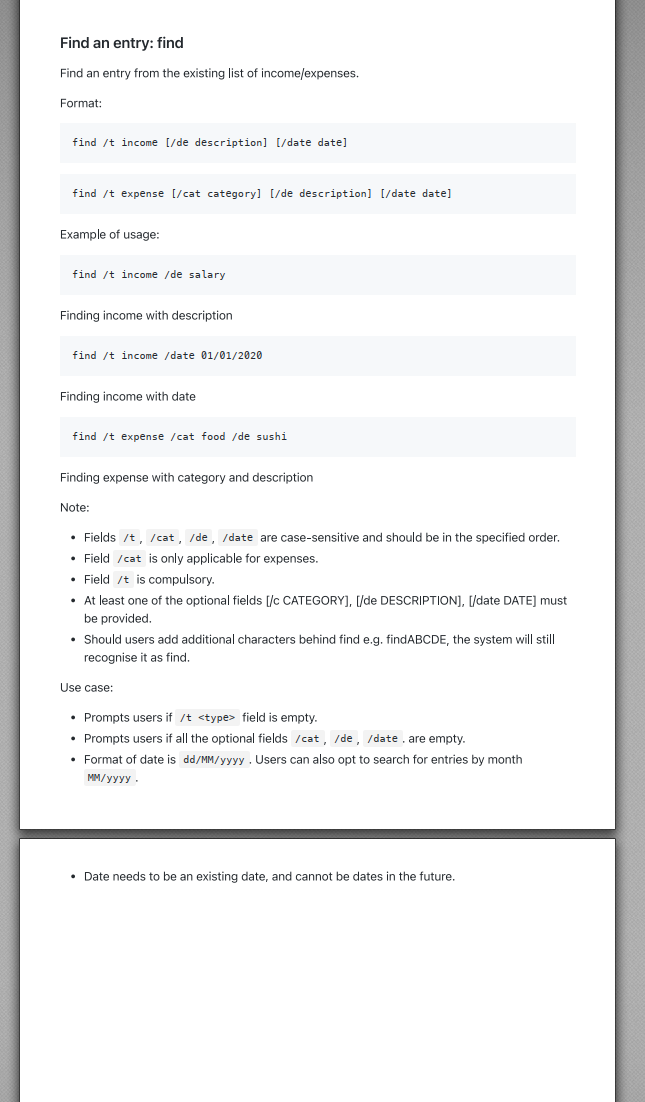 Find an entry: find
Find an entry from the existing list of income/expenses.
Format:
find /t income [/de description] [/date date]
find /t expense [/cat category] [/de description] [/date date]
Example of usage:
find /t income /de salary
Finding income with description
find /t income /date 01/01/2020
Finding income with date
find /t expense /cat food /de sushi
Finding expense with category and description
Note:
• Fields /t , /cat , /de , /date are case-sensitive and should be in the specified order.
• Field /cat is only applicable for expenses.
• Field /t is compulsory.
• At least one of the optional fields [/c CATEGORY], [/de DESCRIPTION], [/date DATE] must
be provided.
• Should users add additional characters behind find e.g. findABCDE, the system will still
recognise it as find.
Use case:
• Prompts users if /t <type> field is empty.
• Prompts users if all the optional fields /cat , /de , /date . are empty.
• Format of date is dd/MM/yyyy . Users can also opt to search for entries by month
MM/yyyy .
• Date needs to be an existing date, and cannot be dates in the future.